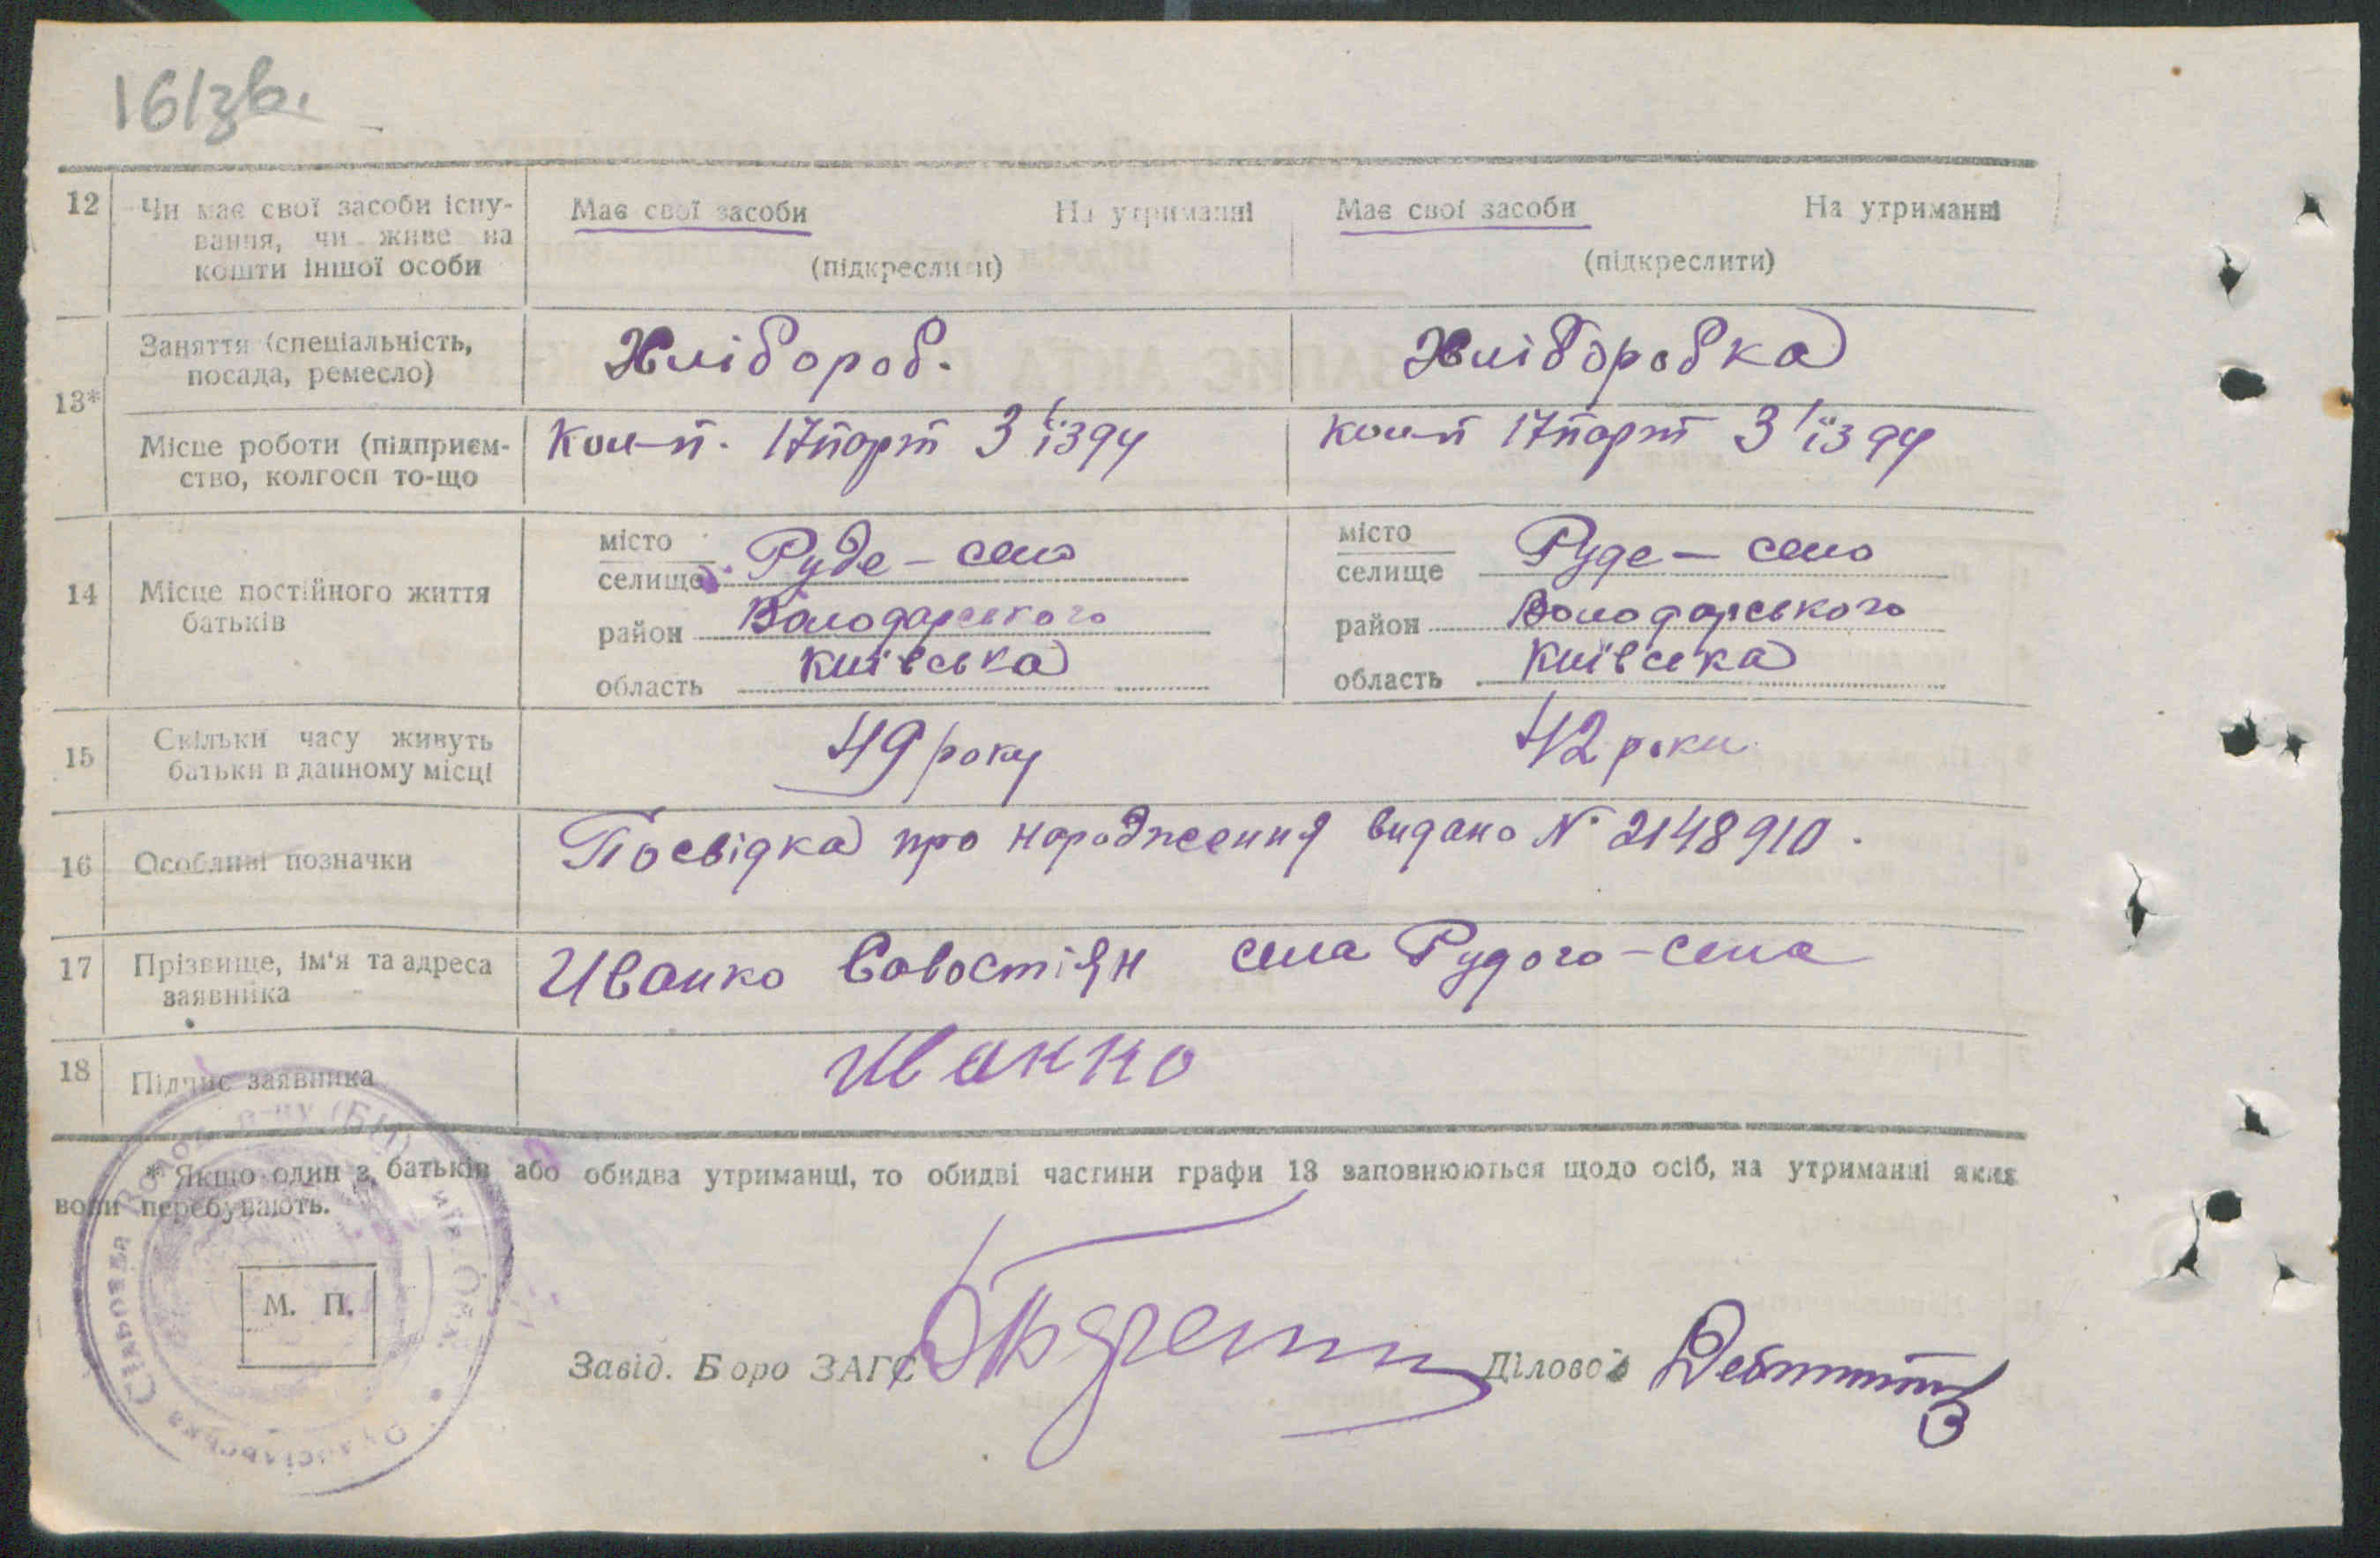 161зв.
12 Чи має свої засоби існу- Має свої засоби На утриманні Має свої засоби На утриманні
вання, чи живе на
кошти іншої особи (підкреслити) (підкреслити)
13* Заняття (спеціальність, Хлібороб. Хліборобка
посада, ремесло)
Місце роботи (підприєм- Кол-п. 17 парт З'їзду Кол-п 17 парт З'їзду
ство, колгосп то-що
14 Місце постійного життя місто Руде-село місто Руде-село
батьків селище селище
район Володарського район Володарського
область Київська область Київська
15 Скільки часу живуть 49 року 42 роки
батьки в данному місці
16 Особливі позначки Посвідка про народження видано № 2148910.
17 Прізвище, ім'я та адреса Иванко Савостіян села Рудого-села
заявника
18 Підпис заявника Иванко
* Якщо один з батьків або обидва утриманці, то обидві частини графи 13 заповнюються щодо осіб, на утриманні яких
вони перебувають.
М. П.
Завід. Бюро ЗАГС Діловод